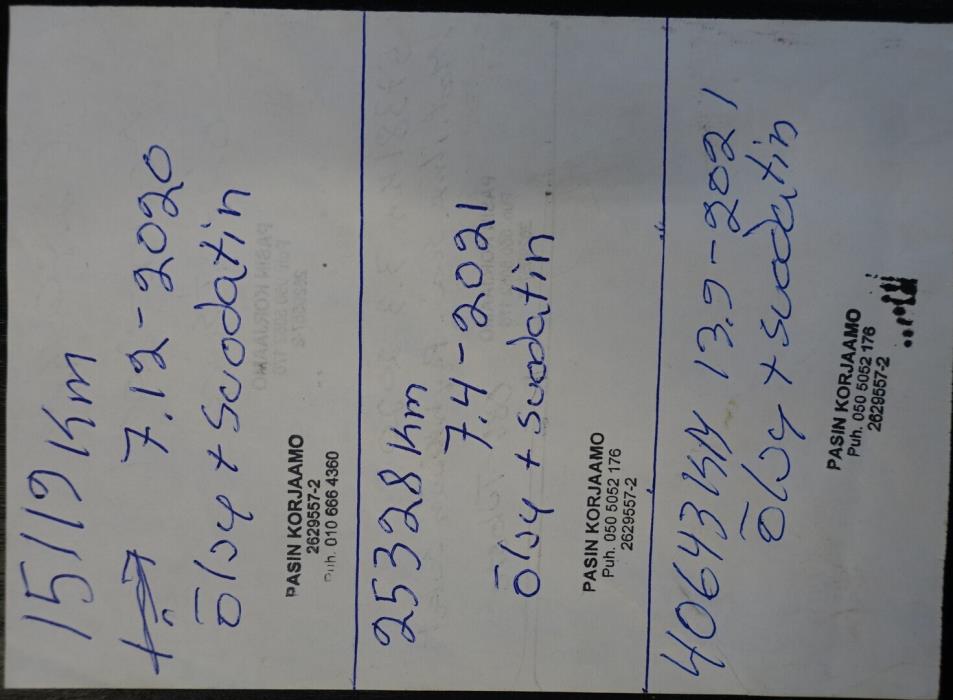 15119 Km
7.12-2020
öljy + suodatin
PASIN KORJAAMO
2629557-2
Puh. 010 666 4360
25328 Km
7.4-2021
öljy + suodatin
PASIN KORJAAMO
Puh. 050 5052 176
2629557-2
40643 KM 13.9-2021
öljy + suodatin
PASIN KORJAAMO
Puh. 050 5052 176
2629557-2